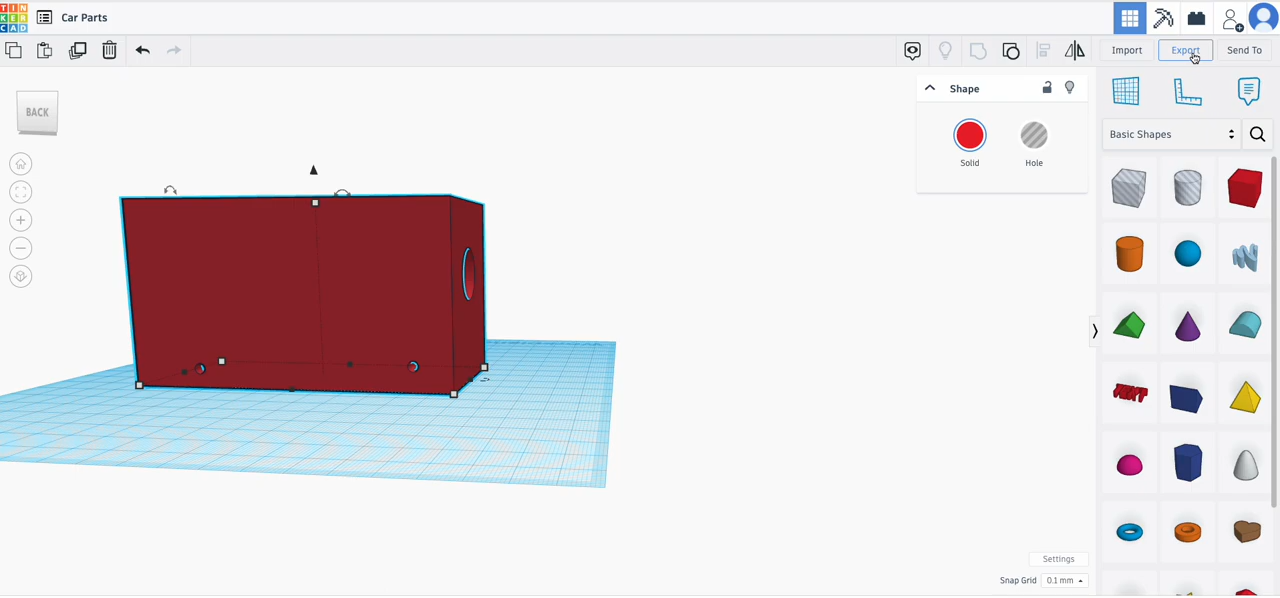 TIN
KER
CAD
Car Parts
Import
Export
Send To
BACK
Shape
Solid
Hole
Basic Shapes
TEXT
Settings
Snap Grid
0.1 mm